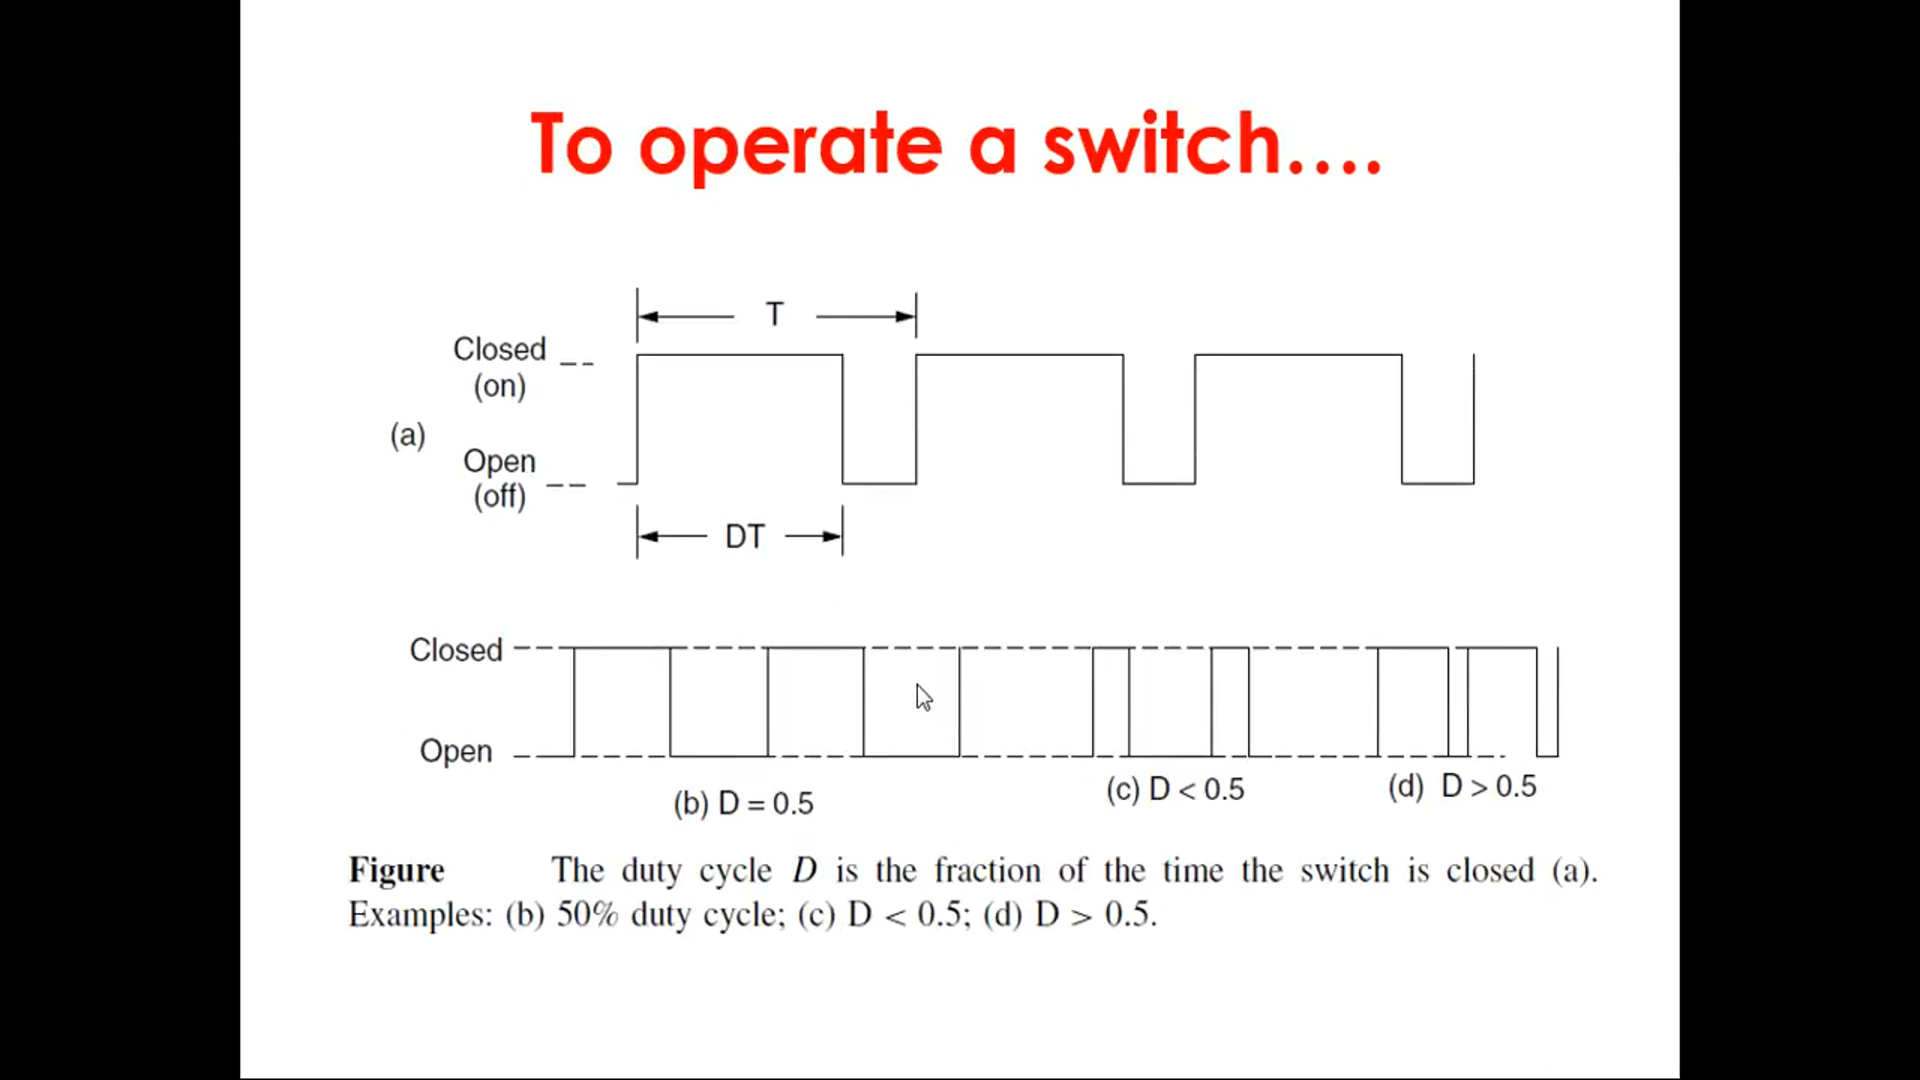 To operate a switch....
T
Closed
(on)
(a)
Open
(off)
DT
Closed
Open
(b) D = 0.5
(c) D < 0.5
(d) D > 0.5
Figure The duty cycle D is the fraction of the time the switch is closed (a).
Examples: (b) 50% duty cycle; (c) D < 0.5; (d) D > 0.5.